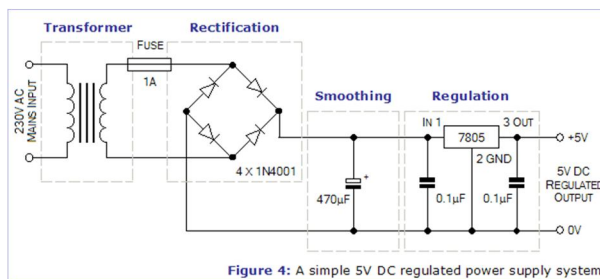 Transformer
Rectification
FUSE
1A
230V AC
MAINS INPUT
4 X 1N4001
Smoothing
Regulation
IN 1
7805
3 OUT
2 GND
+5V
470µF
+
0.1µF
0.1µF
5V DC
REGULATED
OUTPUT
0V
Figure 4: A simple 5V DC regulated power supply system